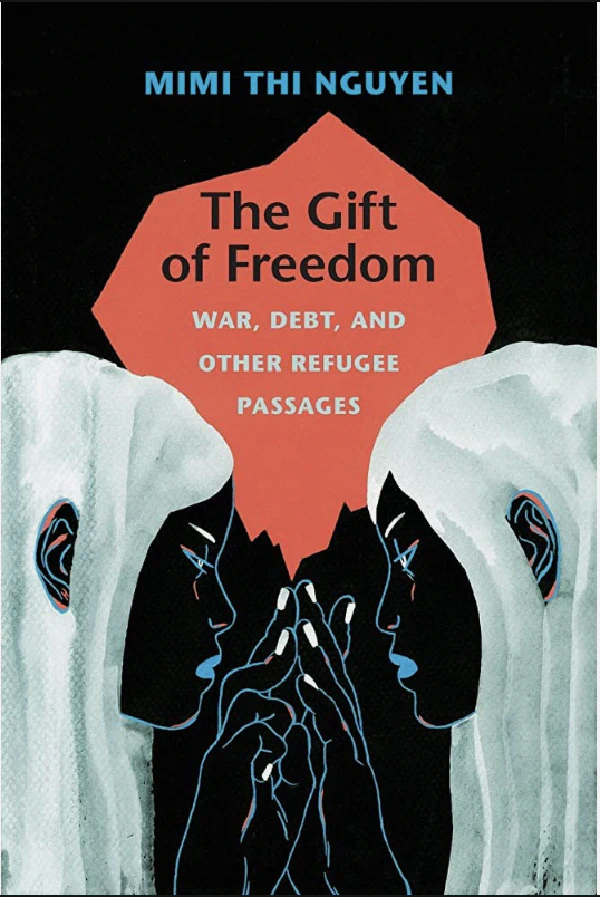 MIMI THI NGUYEN
The Gift
of Freedom
WAR, DEBT, AND
OTHER REFUGEE
PASSAGES